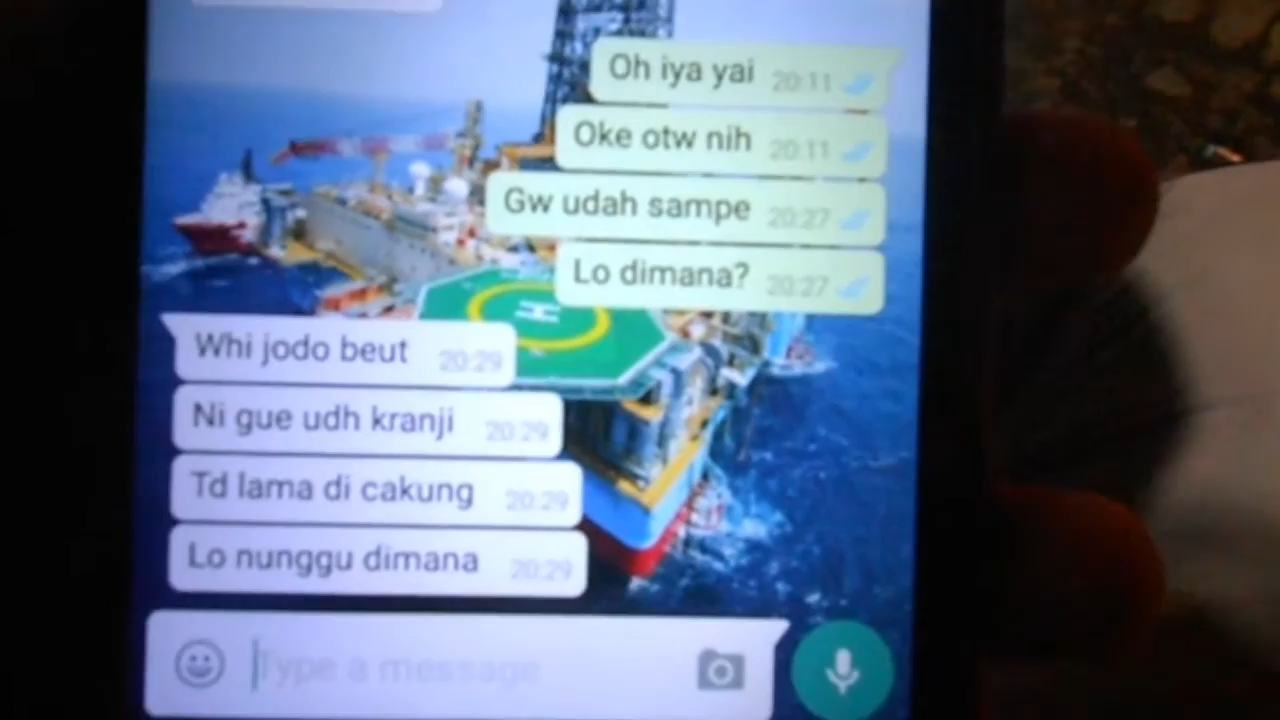 Oh iya yai 20:11
Oke otw nih 20:11
Gw udah sampe 20:27
Lo dimana? 20:27
H
Whi jodo beut 20:29
Ni gue udh kranji 20:29
Td lama di cakung 20:29
Lo nunggu dimana 20:29
Type a message